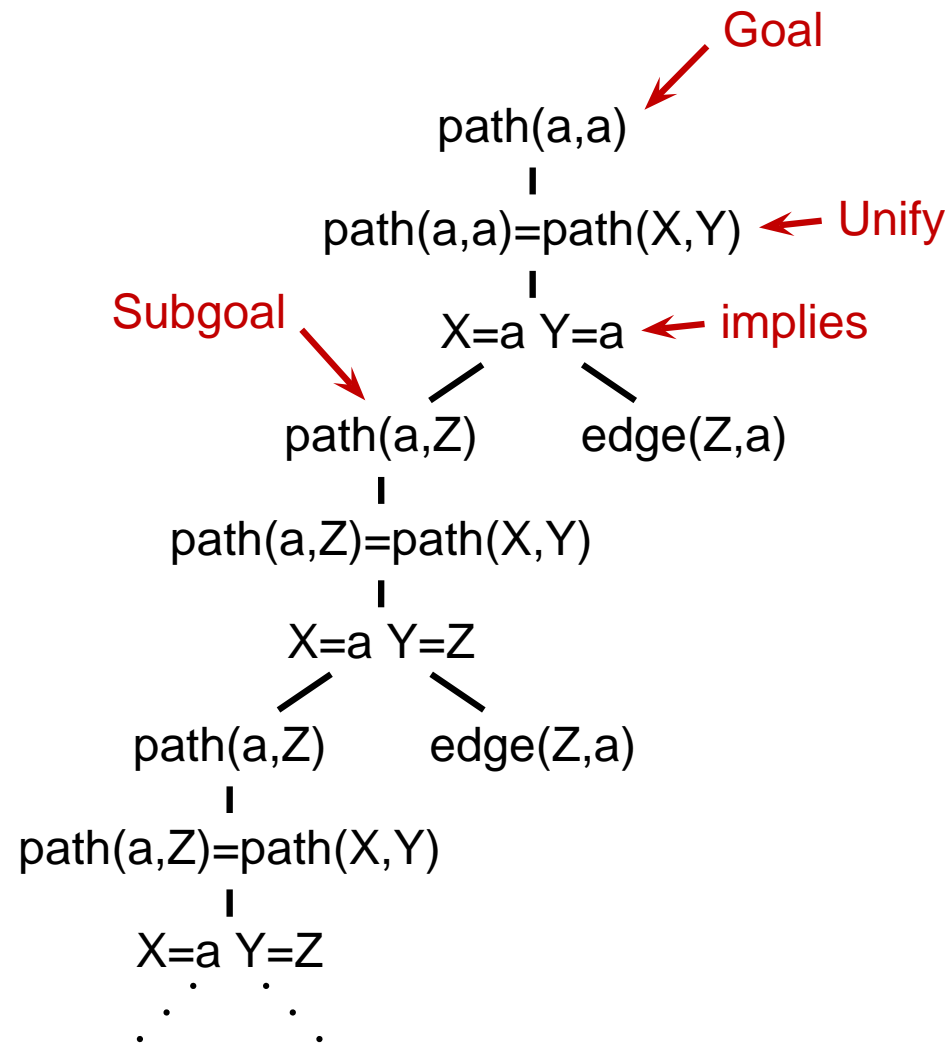 Goal
path(a,a)
path(a,a)=path(X,Y)
Unify
Subgoal
X=a Y=a
implies
path(a,Z)
edge(Z,a)
path(a,Z)=path(X,Y)
X=a Y=Z
path(a,Z)
edge(Z,a)
path(a,Z)=path(X,Y)
X=a Y=Z